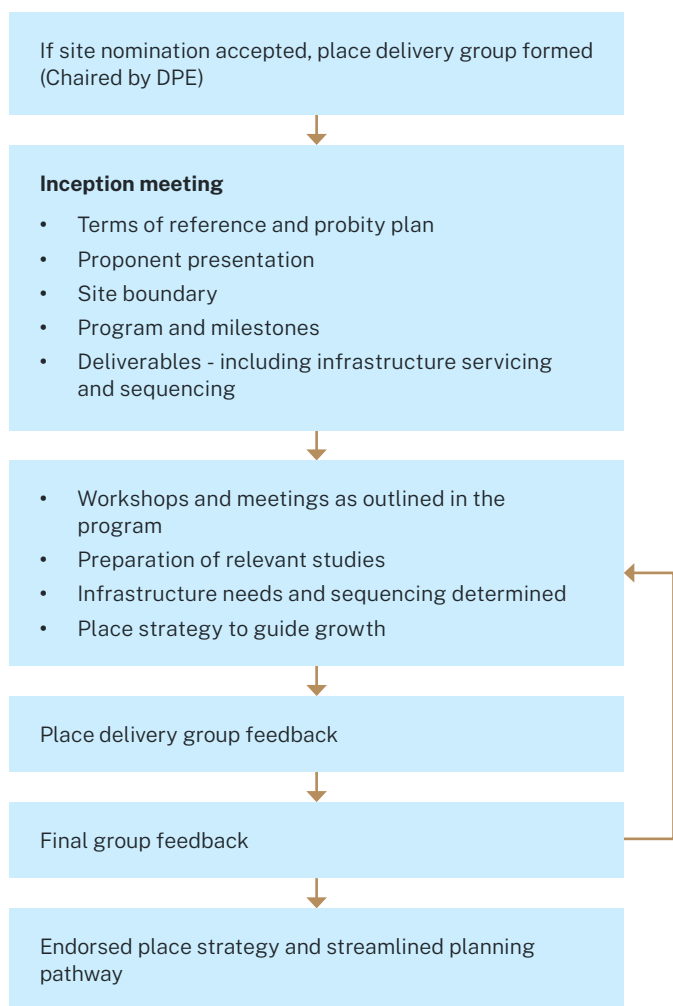 If site nomination accepted, place delivery group formed
(Chaired by DPE)
Inception meeting
• Terms of reference and probity plan
• Proponent presentation
• Site boundary
• Program and milestones
• Deliverables - including infrastructure servicing
and sequencing
• Workshops and meetings as outlined in the
program
• Preparation of relevant studies
• Infrastructure needs and sequencing determined
• Place strategy to guide growth
Place delivery group feedback
Final group feedback
Endorsed place strategy and streamlined planning
pathway